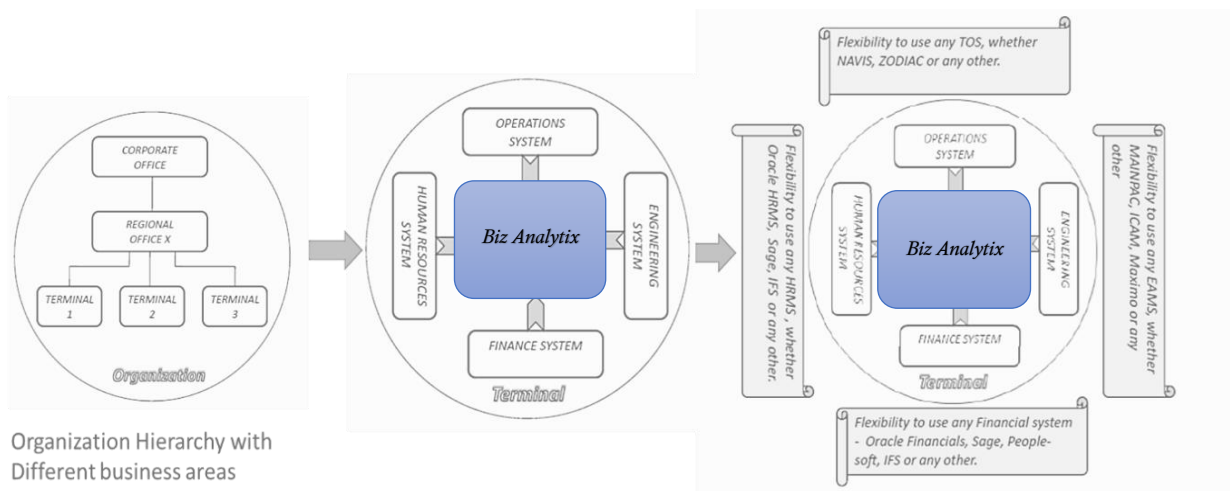 CORPORATE
OFFICE
REGIONAL
OFFICE X
TERMINAL
1
TERMINAL
2
TERMINAL
3
Organization
Organization Hierarchy with
Different business areas
OPERATIONS
SYSTEM
HUMAN RESOURCES
SYSTEM
Biz Analytix
ENGINEERING
SYSTEM
FINANCE SYSTEM
Terminal
Flexibility to use any TOS, whether
NAVIS, ZODIAC or any other.
Flexibility to use any HRMS , whether
Oracle HRMS, Sage, IFS or any other.
OPERATIONS
SYSTEM
HUMAN RESOURCES
SYSTEM
Biz Analytix
ENGINEERING
SYSTEM
FINANCE SYSTEM
Terminal
Flexibility to use any EAMS, whether
MAINPAC, ICAM, Maximo or any
other
Flexibility to use any Financial system
- Oracle Financials, Sage, People-
soft, IFS or any other.